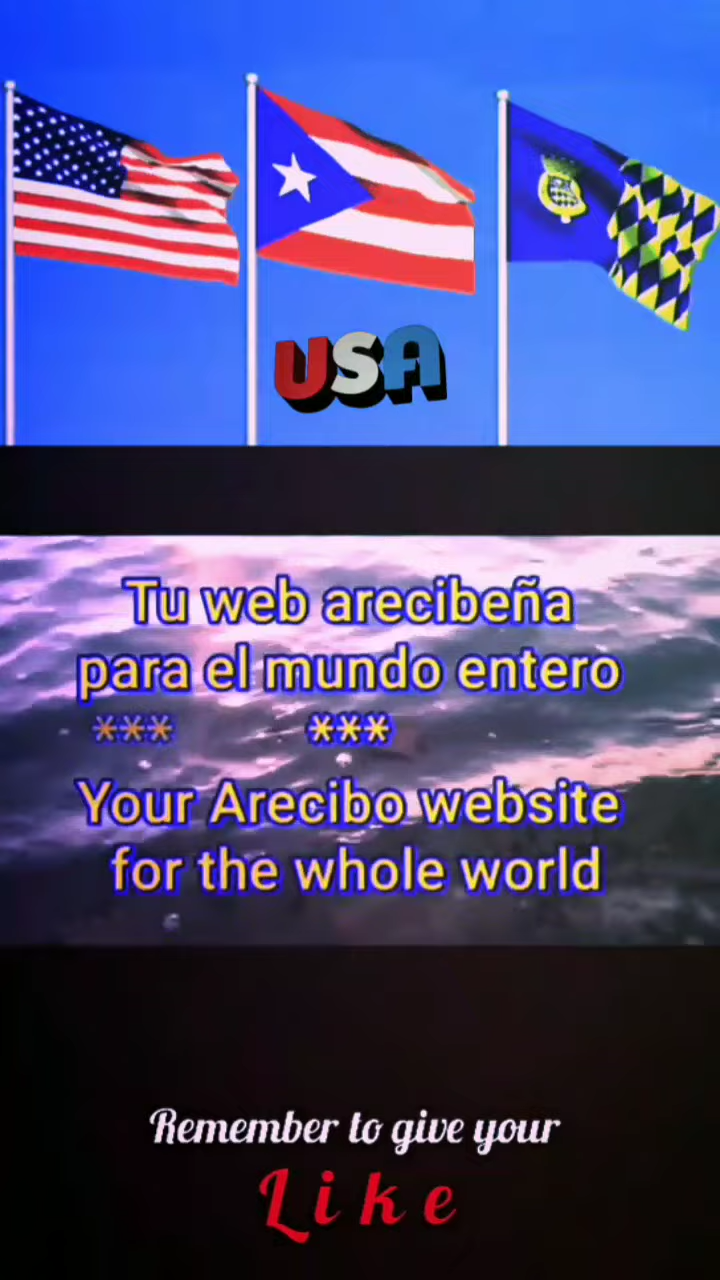 USA
Tu web arecibeña
para el mundo entero
*** ***
Your Arecibo website
for the whole world
Remember to give your
Like